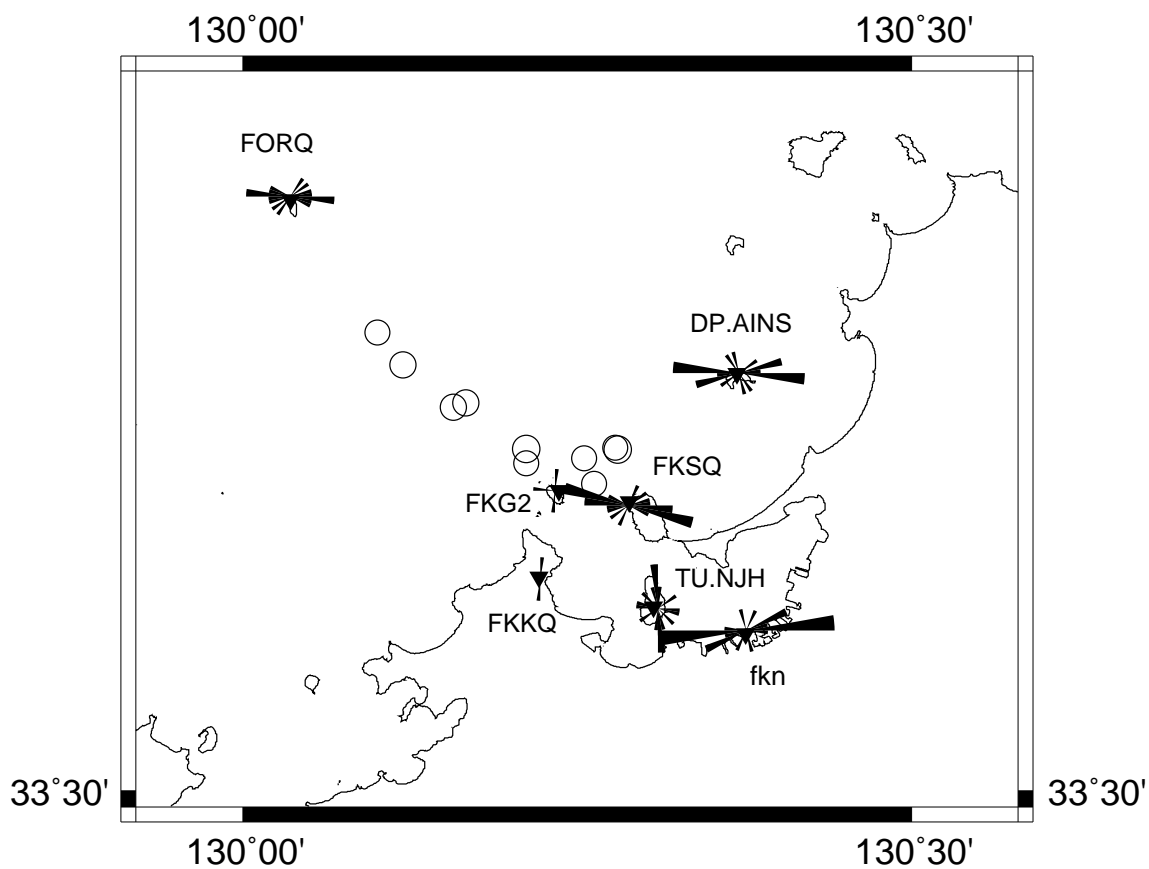 130˚00' 130˚30'
FORQ
DP.AINS
FKSQ
FKG2
TU.NJH
FKKQ
fkn
33˚30' 33˚30'
130˚00' 130˚30'